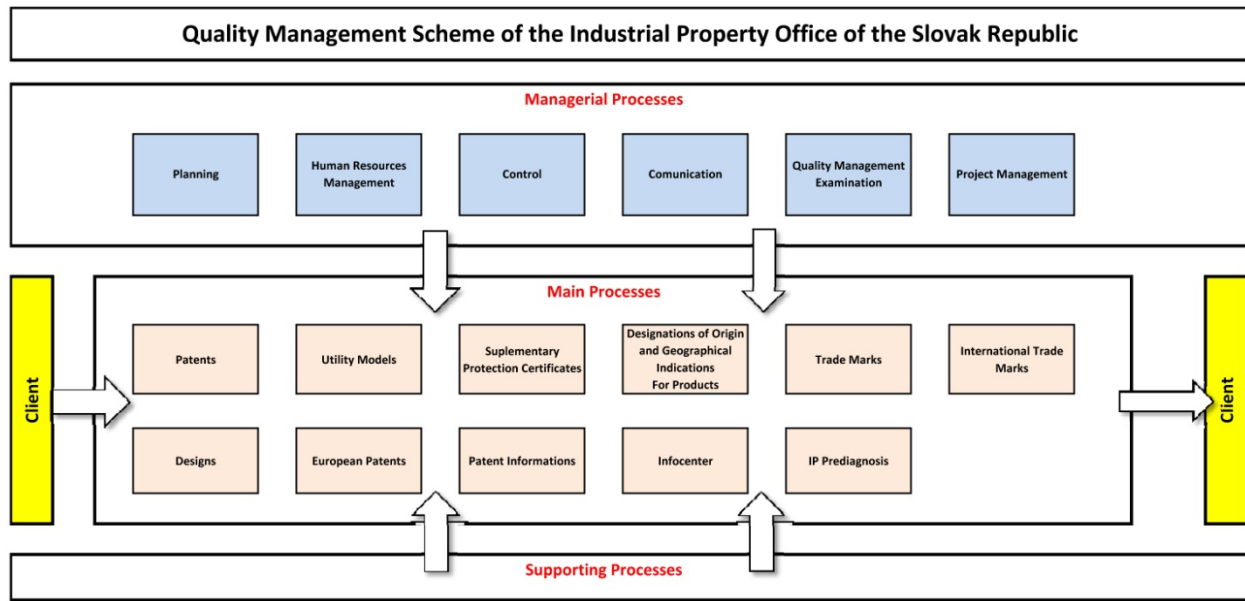 Quality Management Scheme of the Industrial Property Office of the Slovak Republic
Managerial Processes
Planning
Human Resources
Management
Control
Comunication
Quality Management
Examination
Project Management
Client
Main Processes
Patents
Utility Models
Suplementary
Protection Certificates
Designations of Origin
and Geographical
Indications
For Products
Trade Marks
International Trade
Marks
Designs
European Patents
Patent Informations
Infocenter
IP Prediagnosis
Client
Supporting Processes